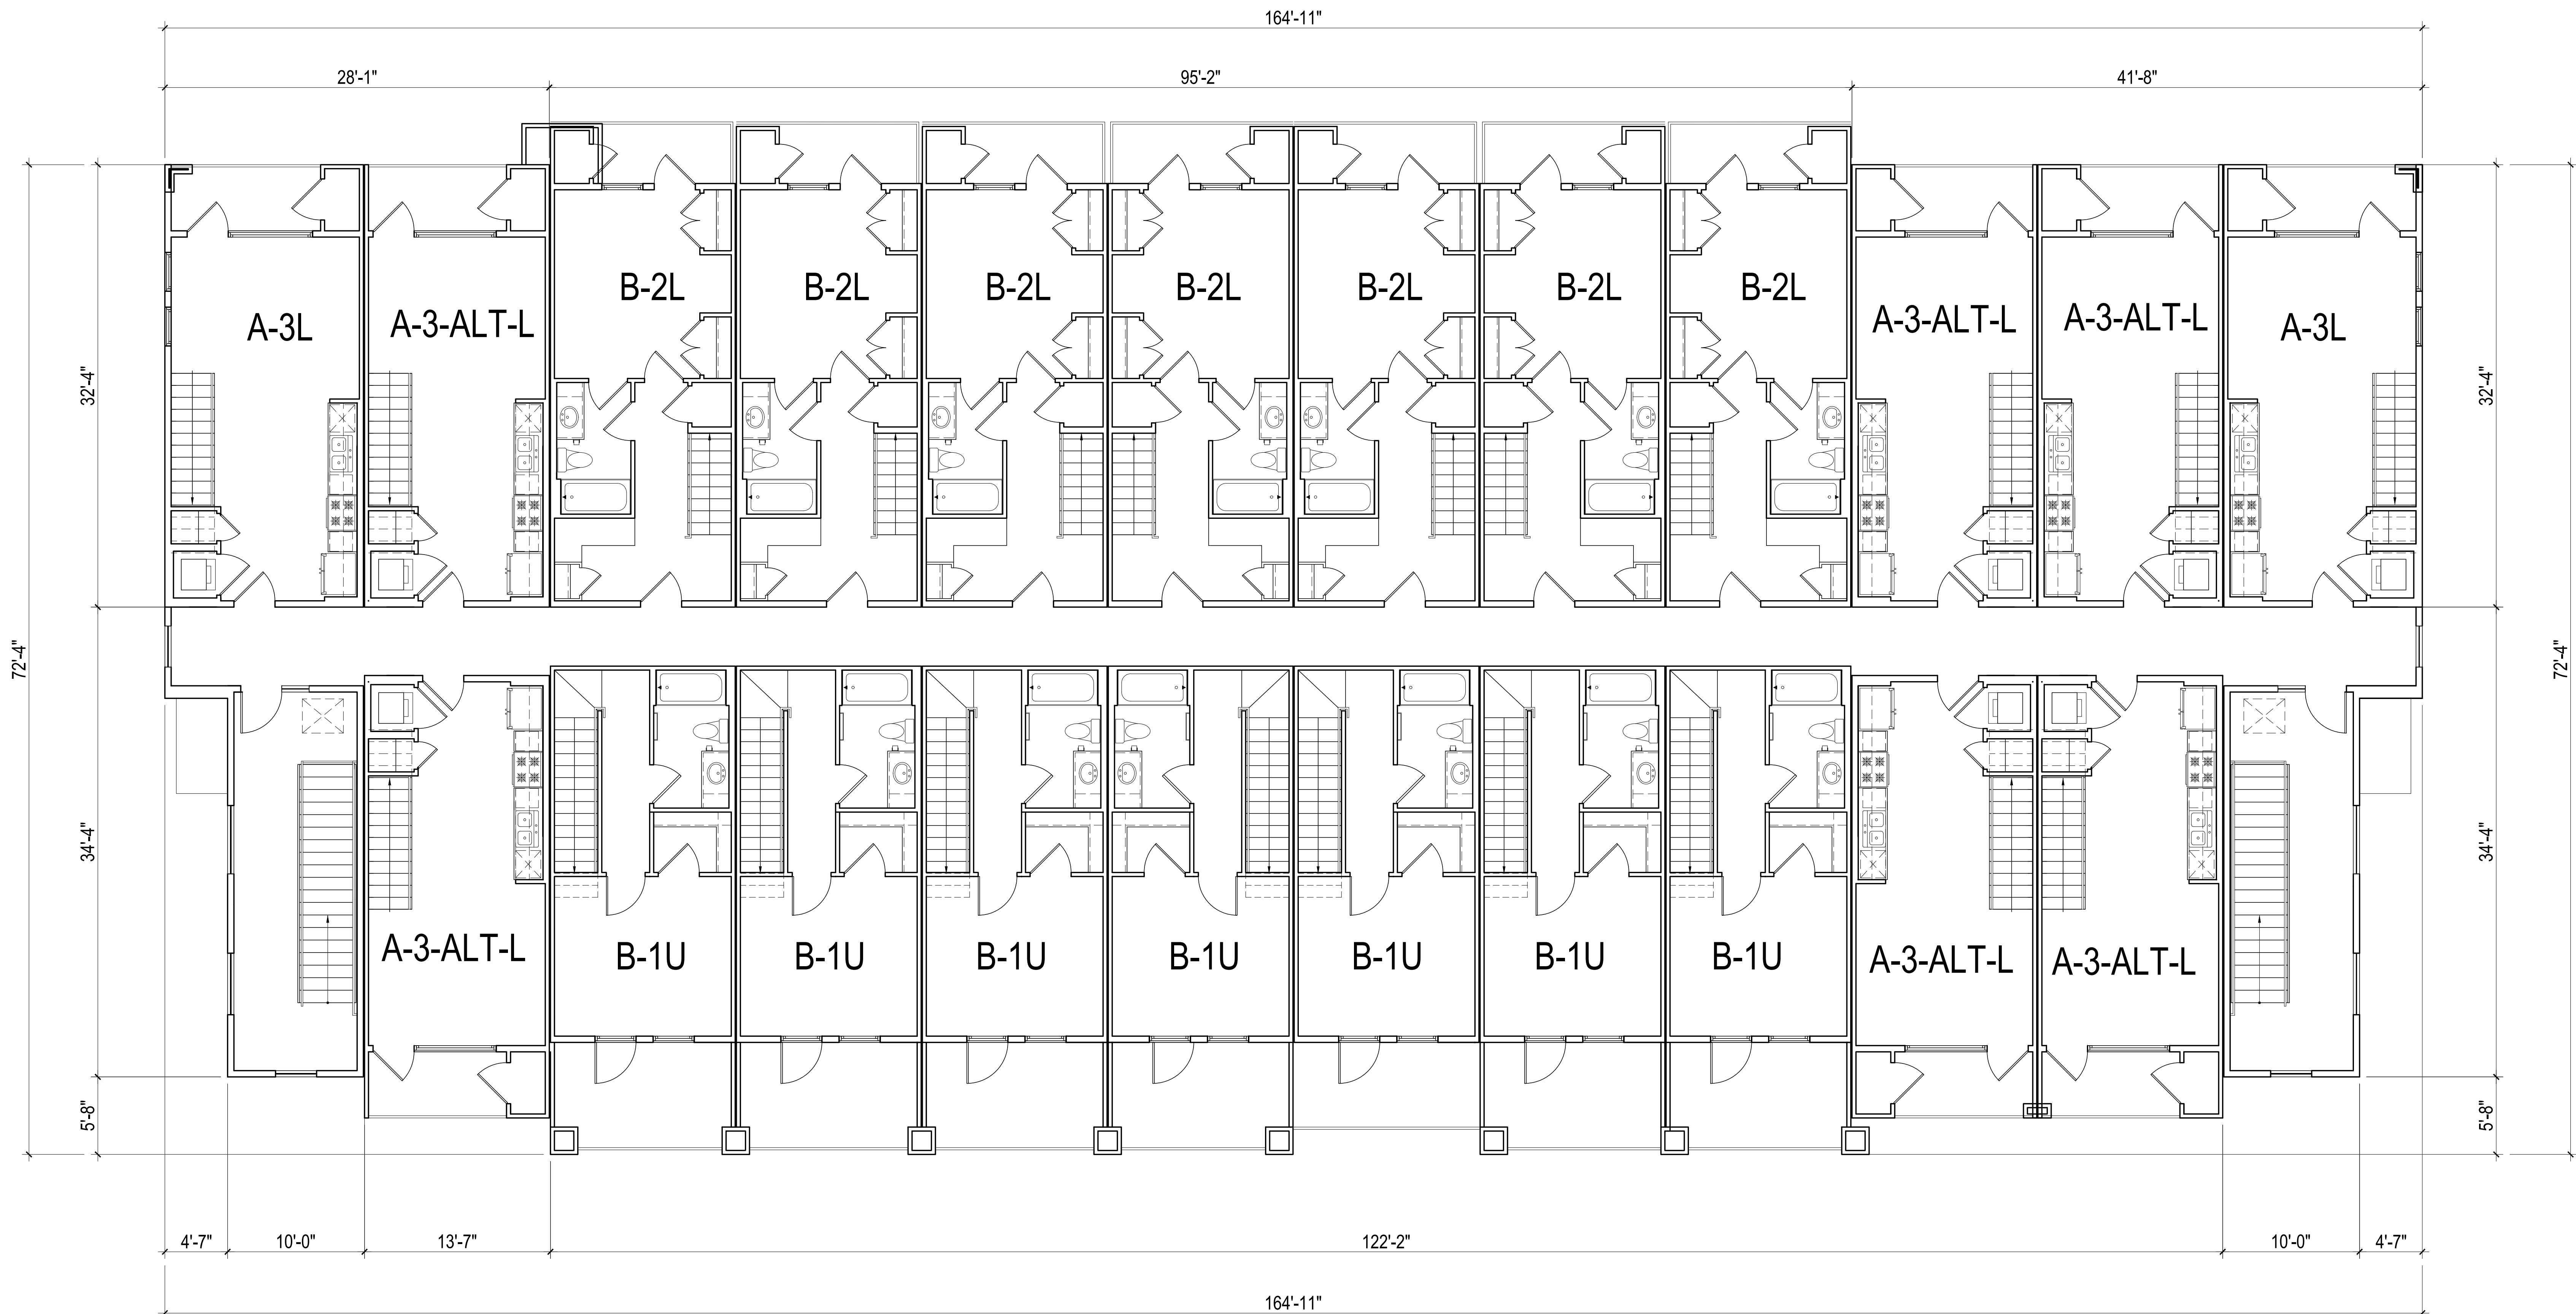 164'-11"
28'-1"
95'-2"
41'-8"
B-2L
B-2L
B-2L
B-2L
B-2L
B-2L
B-2L
A-3L
A-3-ALT-L
A-3-ALT-L
A-3-ALT-L
A-3L
32'-4"
32'-4"
72'-4"
72'-4"
34'-4"
34'-4"
A-3-ALT-L
B-1U
B-1U
B-1U
B-1U
B-1U
B-1U
B-1U
A-3-ALT-L
A-3-ALT-L
5'-8"
5'-8"
4'-7"
10'-0"
13'-7"
122'-2"
10'-0"
4'-7"
164'-11"